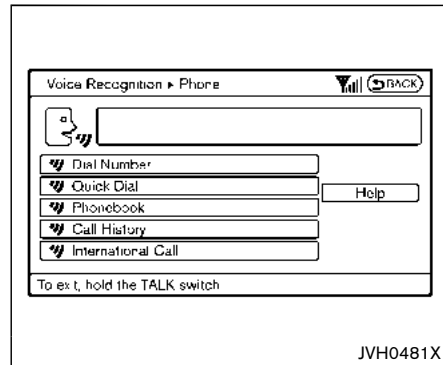 Voice Recognition ▸ Phone BACK
Dial Number
Quick Dial
Help
Phonebook
Call History
International Call
To exit, hold the TALK switch
JVH0481X